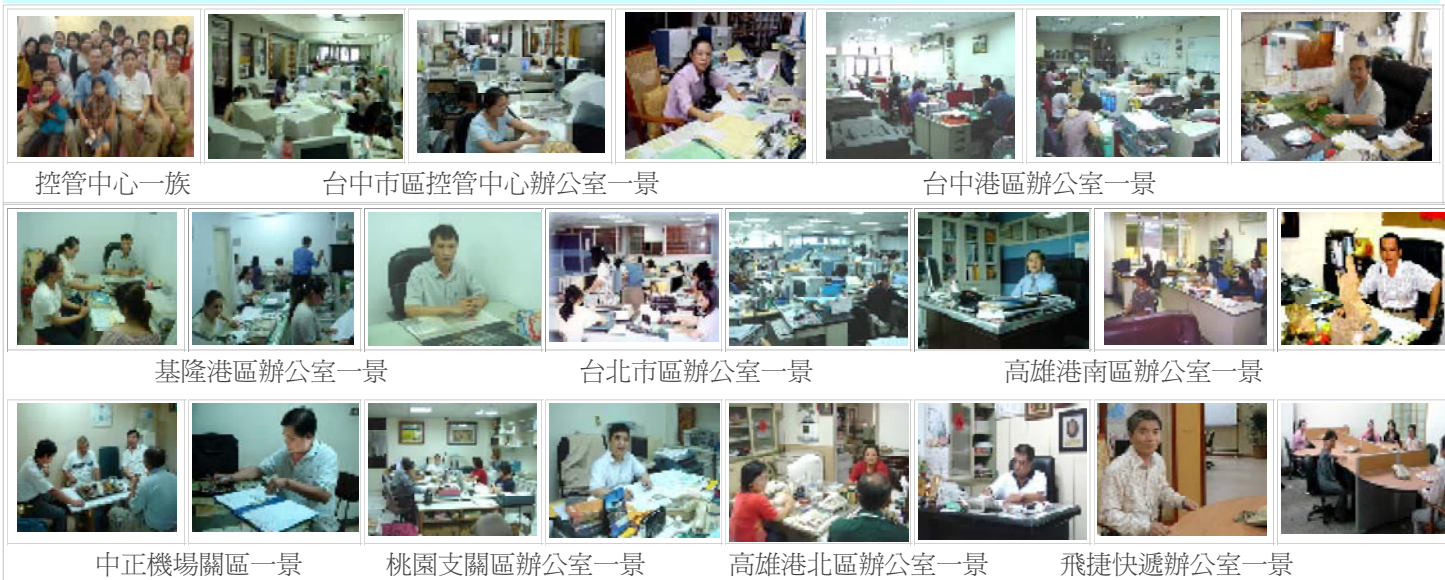 控管中心一族
台中市區控管中心辦公室一景
台中港區辦公室一景
基隆港區辦公室一景
台北市區辦公室一景
高雄港南區辦公室一景
中正機場關區一景
桃園支關區辦公室一景
高雄港北區辦公室一景
飛捷快遞辦公室一景